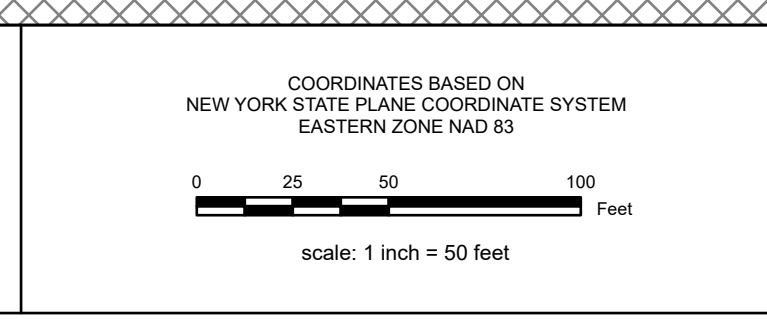 COORDINATES BASED ON
NEW YORK STATE PLANE COORDINATE SYSTEM
EASTERN ZONE NAD 83
0 25 50 100
Feet
scale: 1 inch = 50 feet